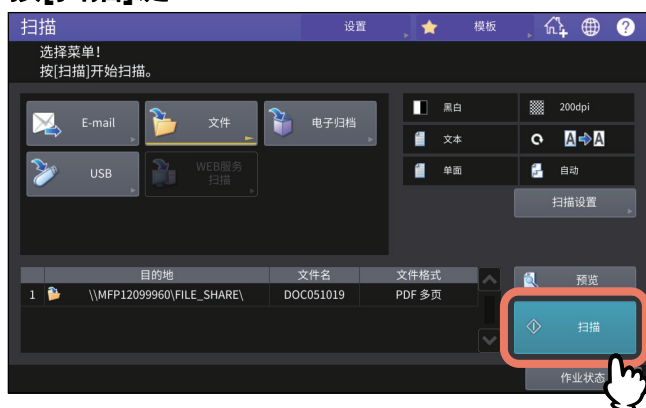 扫描
设置
模板
?
选择菜单!
按[扫描]开始扫描。
E-mail
文件
电子归档
USB
WEB服务
扫描
黑白
200dpi
文本
A A
单面
自动
扫描设置
目的地 文件名 文件格式
1 \\MFP12099960\FILE_SHARE\ DOC051019 PDF 多页
预览
扫描
作业状态